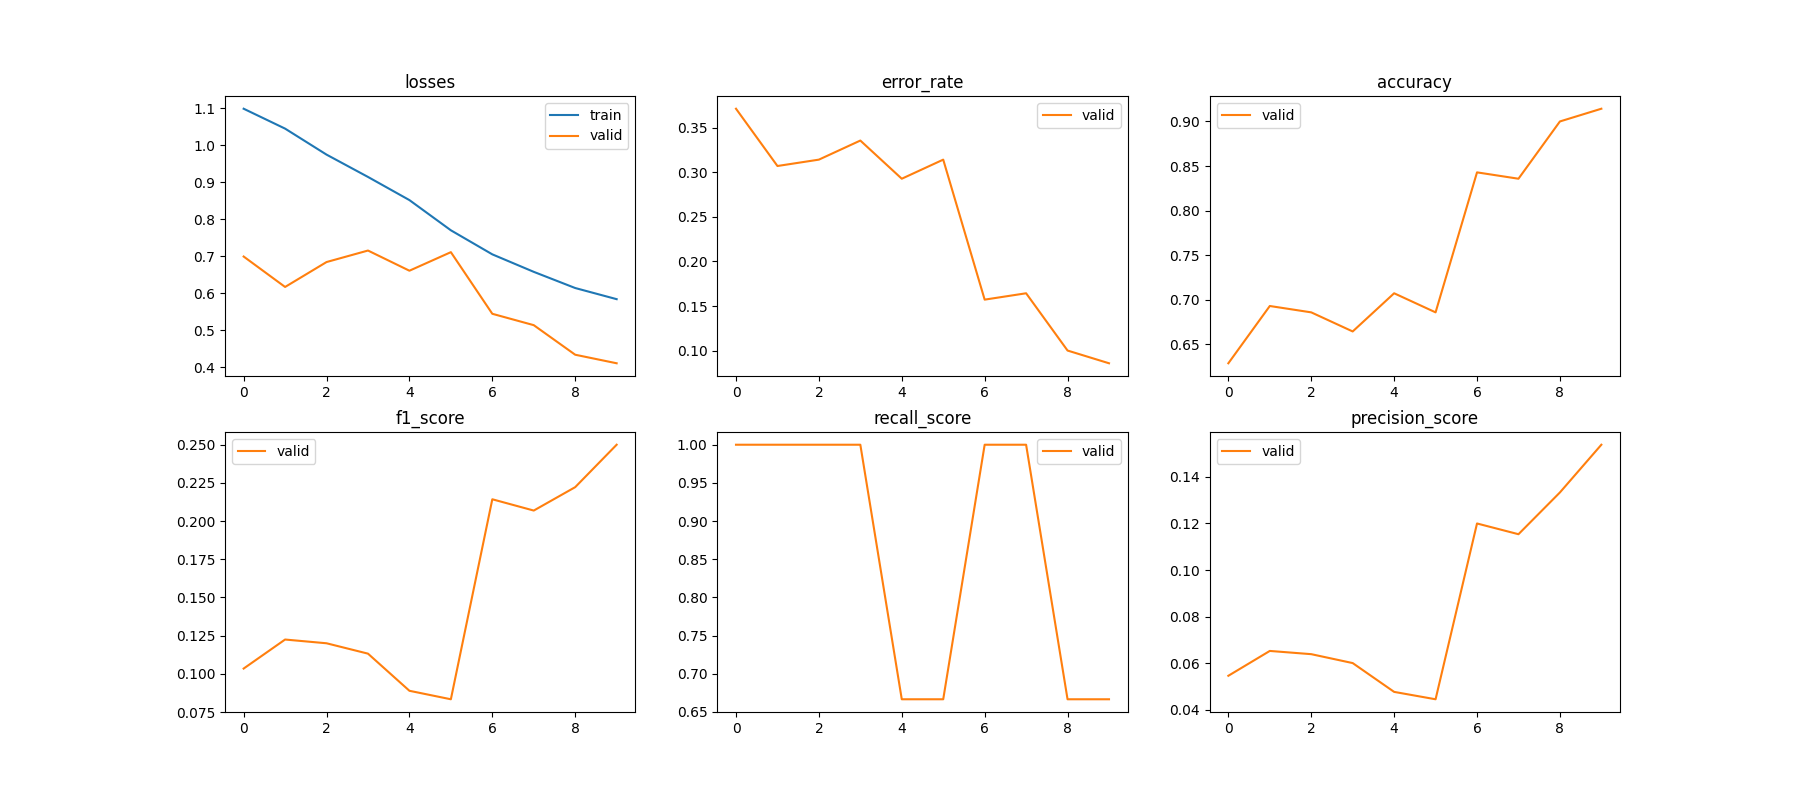 losses
train
valid
1.1
1.0
0.9
0.8
0.7
0.6
0.5
0.4
0 2 4 6 8
error_rate
valid
0.35
0.30
0.25
0.20
0.15
0.10
0 2 4 6 8
accuracy
valid
0.90
0.85
0.80
0.75
0.70
0.65
0 2 4 6 8
f1_score
valid
0.250
0.225
0.200
0.175
0.150
0.125
0.100
0.075
0 2 4 6 8
recall_score
valid
1.00
0.95
0.90
0.85
0.80
0.75
0.70
0.65
0 2 4 6 8
precision_score
valid
0.14
0.12
0.10
0.08
0.06
0.04
0 2 4 6 8